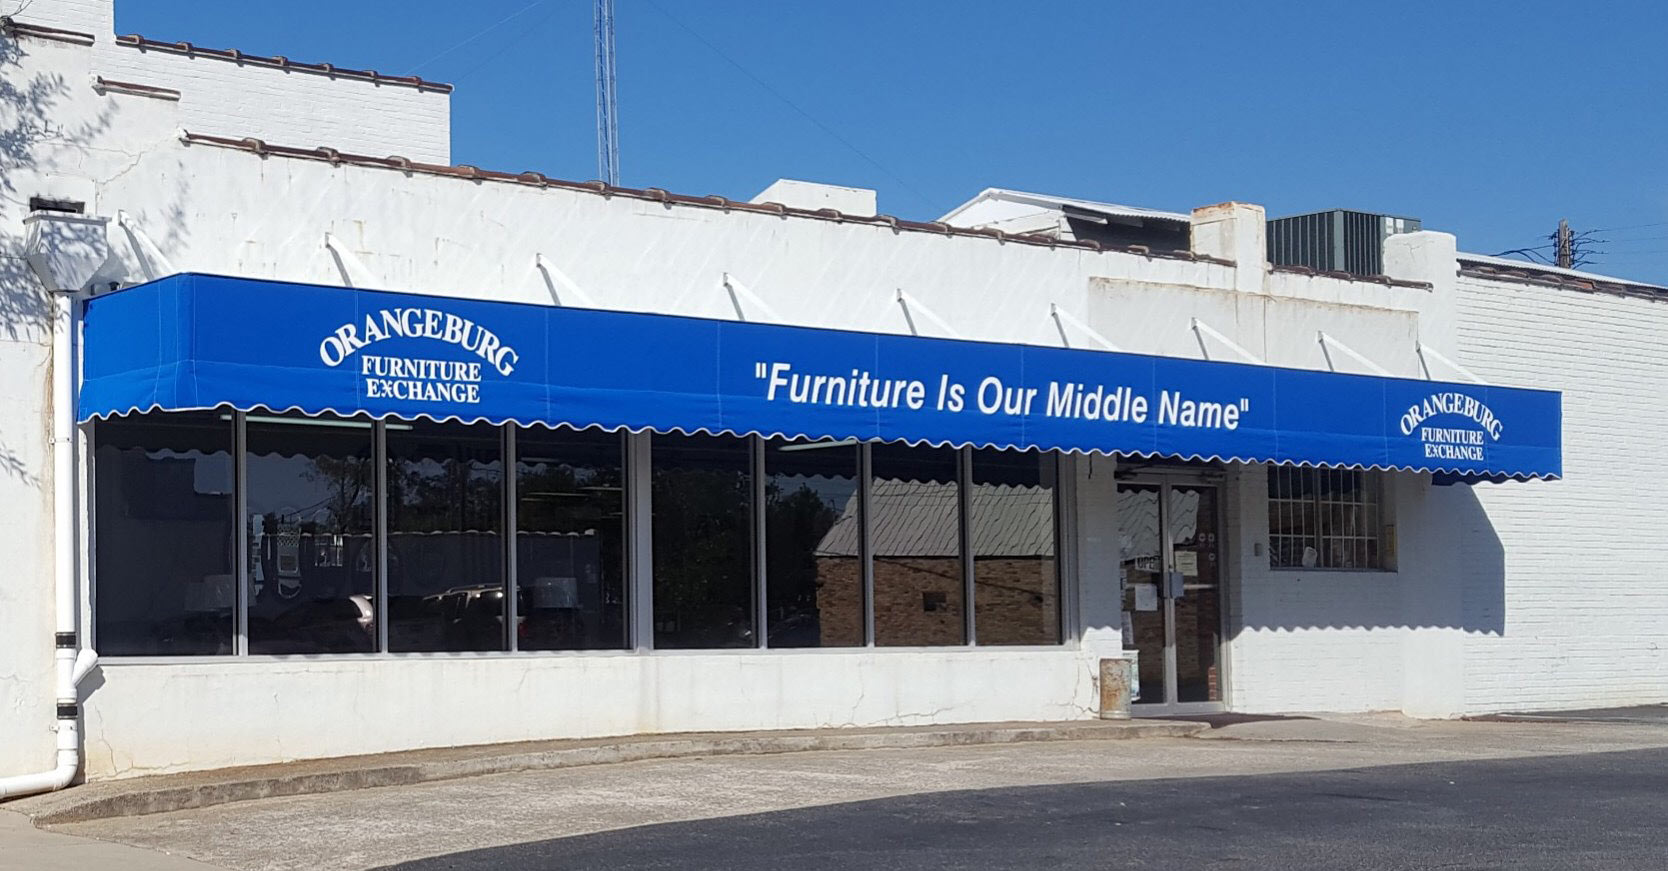 ORANGEBURG
FURNITURE
EXCHANGE
"Furniture Is Our Middle Name"
ORANGEBURG
FURNITURE
EXCHANGE